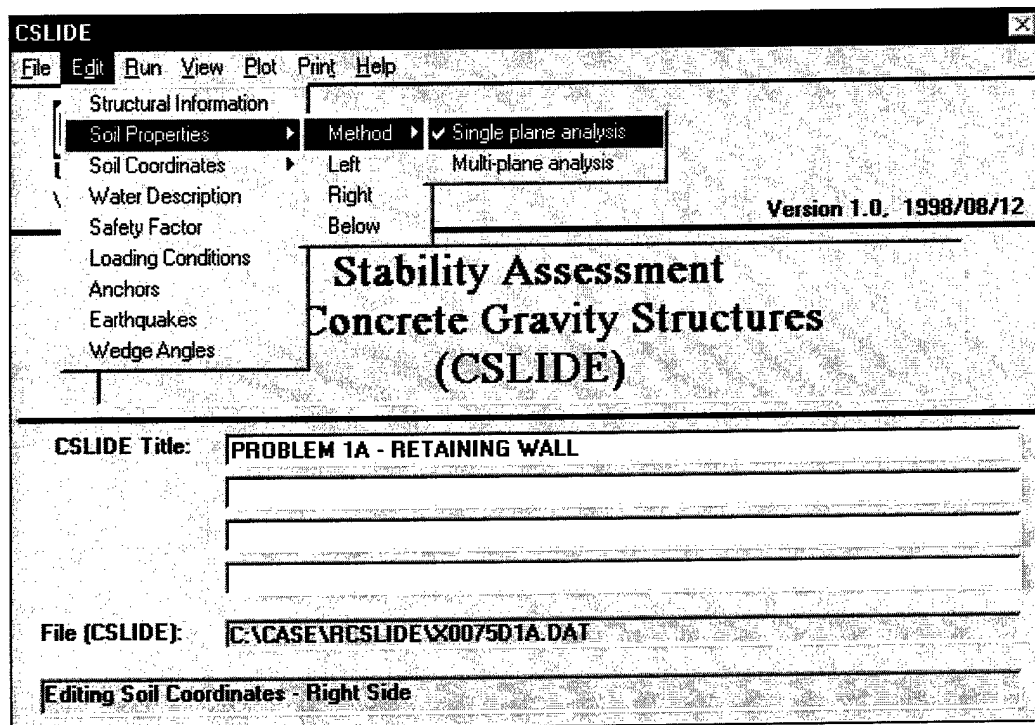 CSLIDE
File Edit Run View Plot Print Help
Structural Information
Soil Properties
Soil Coordinates
Water Description
Safety Factor
Loading Conditions
Anchors
Earthquakes
Wedge Angles
Method
Left
Right
Below
Single plane analysis
Multi-plane analysis
Version 1.0, 1998/08/12
Stability Assessment
Concrete Gravity Structures
(CSLIDE)
CSLIDE Title: PROBLEM 1A - RETAINING WALL
File (CSLIDE): C:\CASE\RCSLIDE\X0075D1A.DAT
Editing Soil Coordinates - Right Side